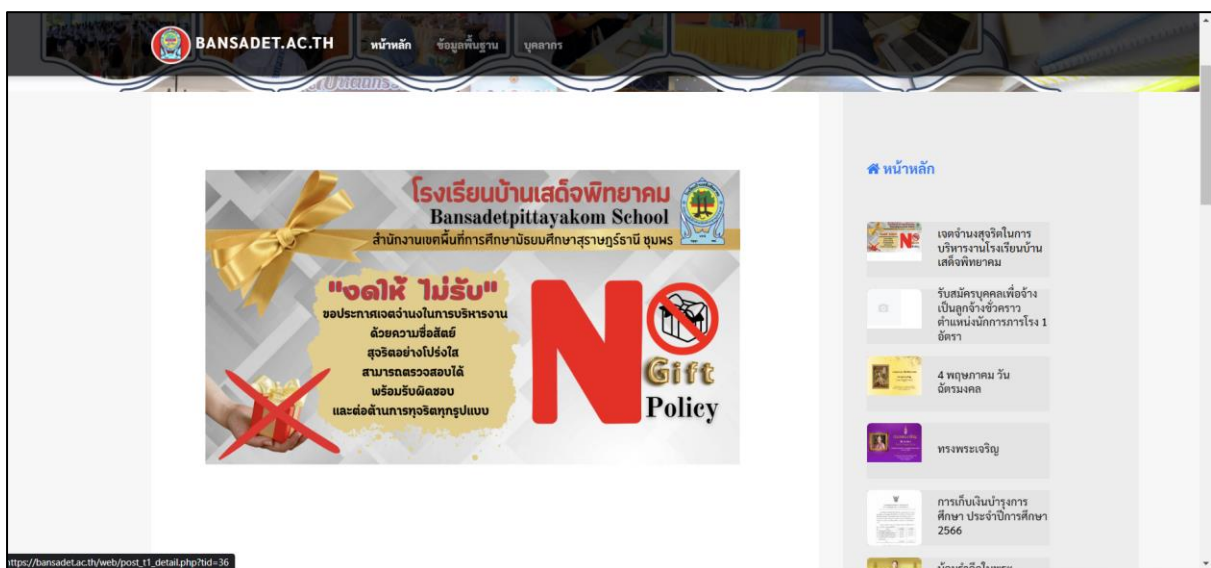 BANSADET.AC.TH
หน้าหลัก ข้อมูลพื้นฐาน บุคลากร
โรงเรียนบ้านเสด็จพิทยาคม
Bansadetpittayakom School
สำนักงานเขตพื้นที่การศึกษามัธยมศึกษาสุราษฎร์ธานี ชุมพร
"งดให้ ไม่รับ"
ขอประกาศเจตจำนงในการบริหารงาน
ด้วยความซื่อสัตย์
สุจริตอย่างโปร่งใส
สามารถตรวจสอบได้
พร้อมรับผิดชอบ
และต่อต้านการทุจริตทุกรูปแบบ
NO
Gift
Policy
หน้าหลัก
เจตจำนงสุจริตในการ
บริหารงานโรงเรียนบ้าน
เสด็จพิทยาคม
รับสมัครบุคคลเพื่อจ้าง
เป็นลูกจ้างชั่วคราว
ตำแหน่งนักการภารโรง 1
อัตรา
4 พฤษภาคม วัน
ฉัตรมงคล
ทรงพระเจริญ
การเก็บเงินบำรุงการ
ศึกษา ประจำปีการศึกษา
2566
https://bansadet.ac.th/web/post_t1_detail.php?tid=36